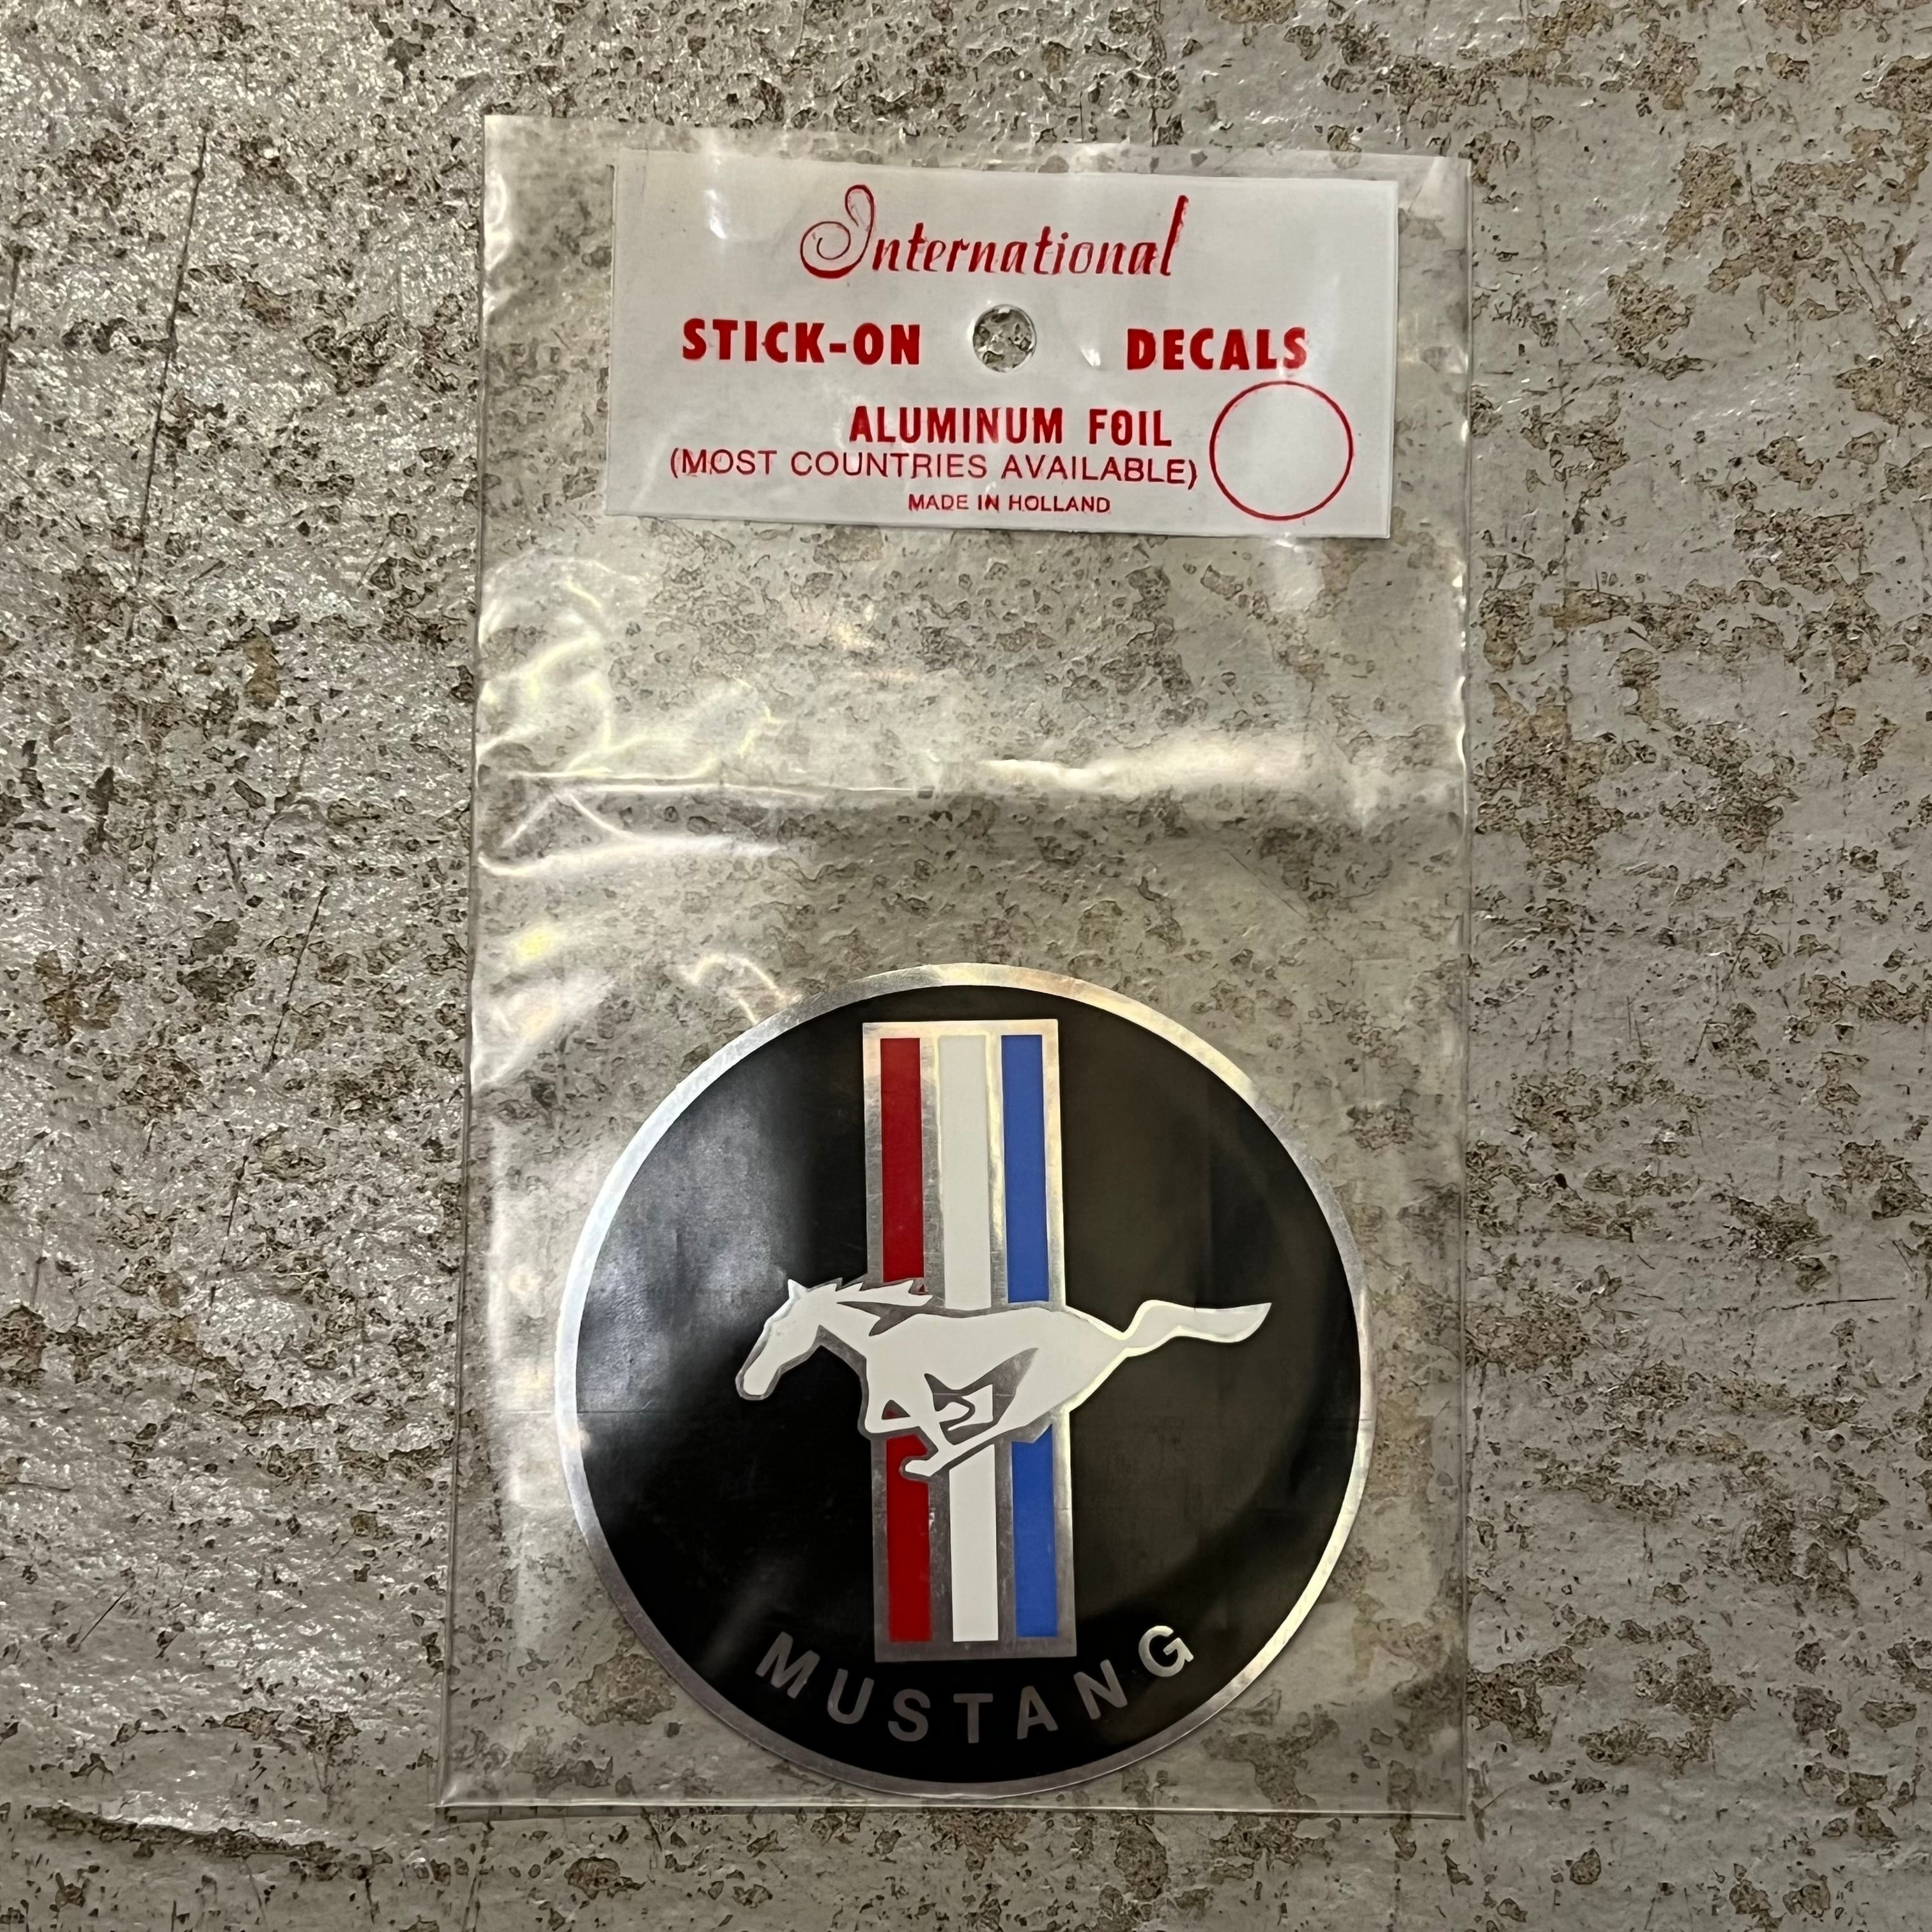 International
STICK-ON DECALS
ALUMINUM FOIL
(MOST COUNTRIES AVAILABLE)
MADE IN HOLLAND
MUSTANG